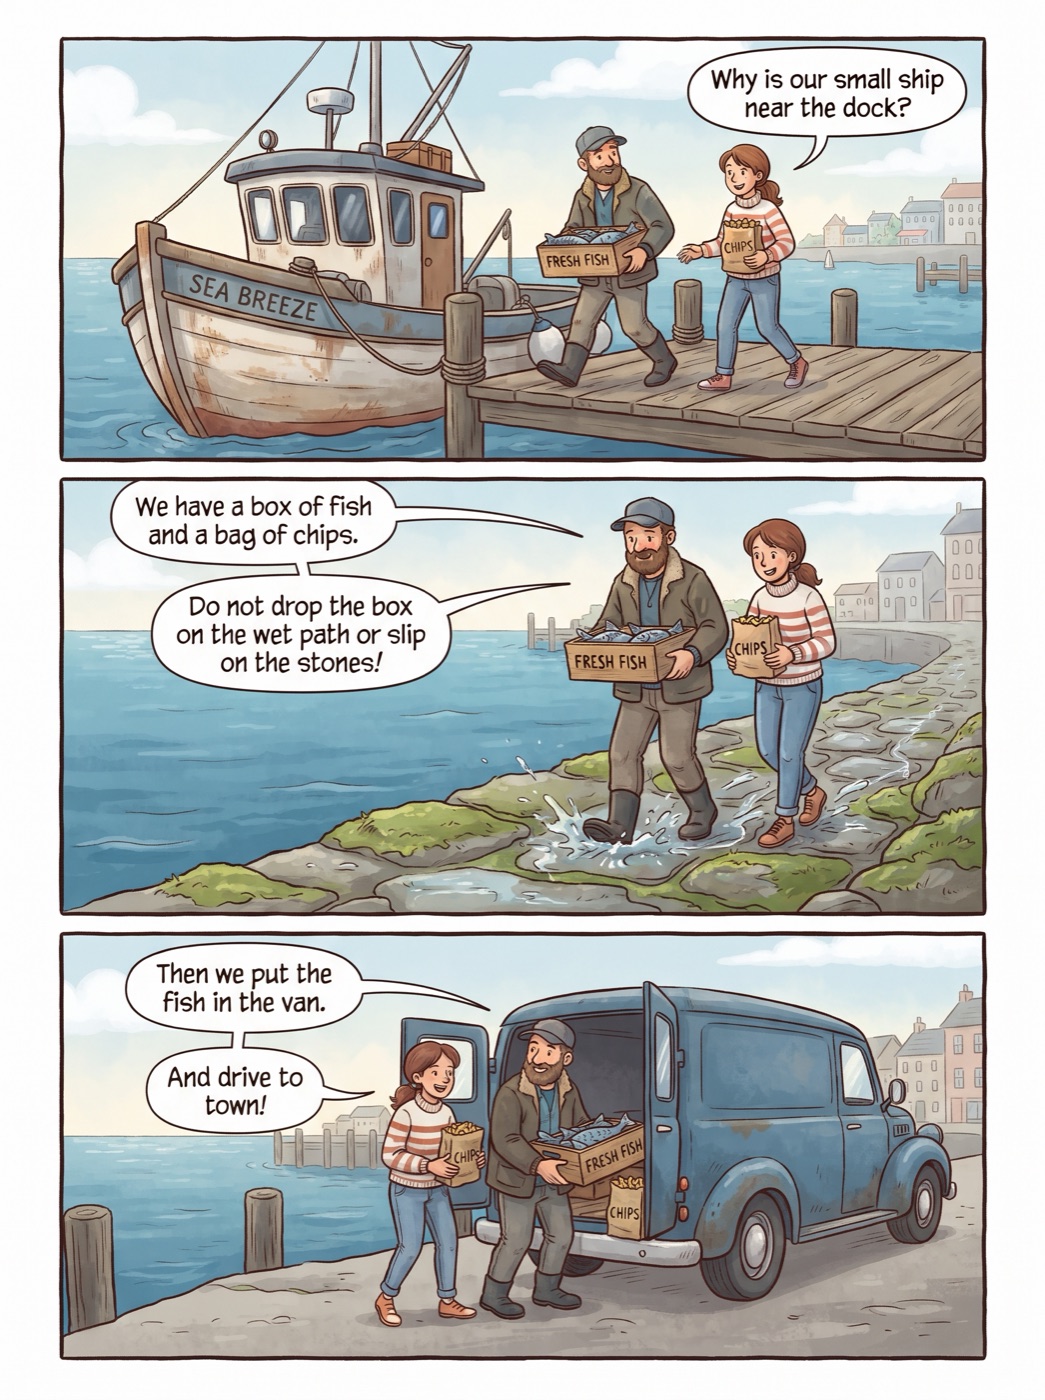 Why is our small ship
near the dock?
SEA BREEZE
FRESH FISH
CHIPS
We have a box of fish
and a bag of chips.
Do not drop the box
on the wet path or slip
on the stones!
FRESH FISH
CHIPS
Then we put the
fish in the van.
And drive to
town!
CHIPS
FRESH FISH
CHIPS